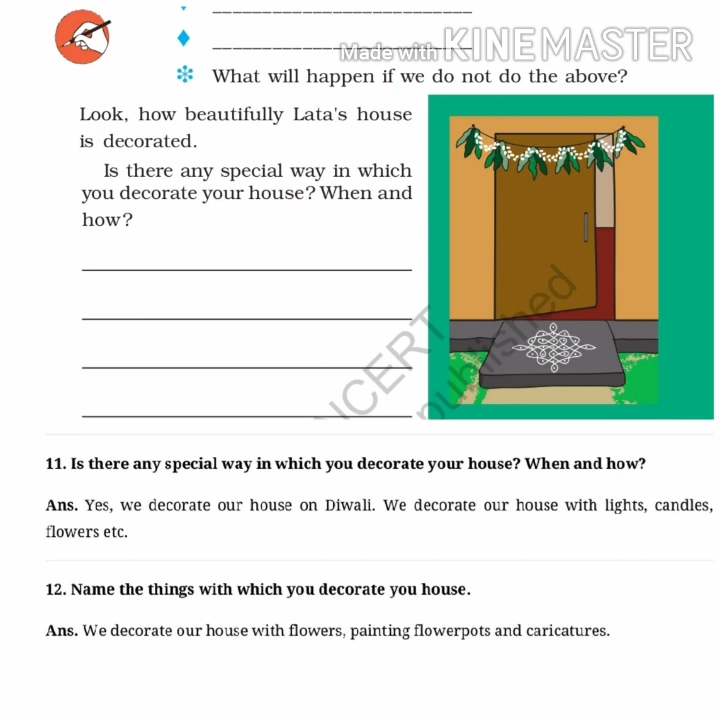 Made with KINEMASTER
What will happen if we do not do the above?
Look, how beautifully Lata's house
is decorated.
Is there any special way in which
you decorate your house? When and
how?
NCERT
published
11. Is there any special way in which you decorate your house? When and how?
Ans. Yes, we decorate our house on Diwali. We decorate our house with lights, candles,
flowers etc.
12. Name the things with which you decorate you house.
Ans. We decorate our house with flowers, painting flowerpots and caricatures.